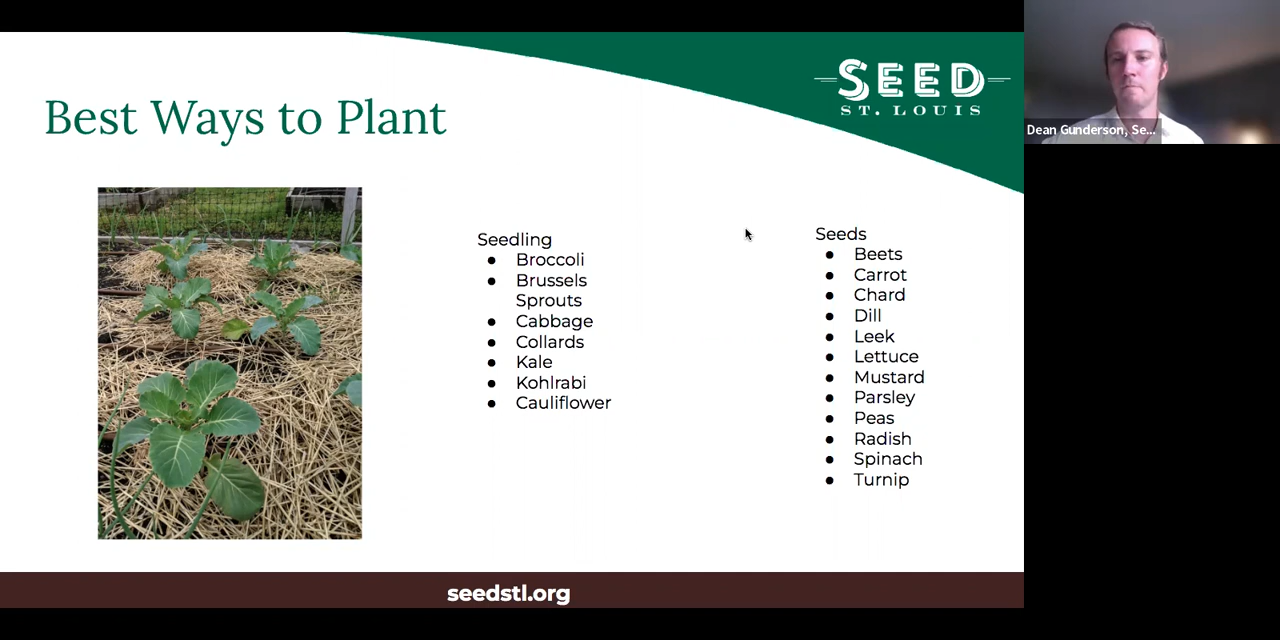 SEED
ST. LOUIS
Best Ways to Plant
Seedling
● Broccoli
● Brussels
Sprouts
● Cabbage
● Collards
● Kale
● Kohlrabi
● Cauliflower
Seeds
● Beets
● Carrot
● Chard
● Dill
● Leek
● Lettuce
● Mustard
● Parsley
● Peas
● Radish
● Spinach
● Turnip
seedstl.org
Dean Gunderson, Se...